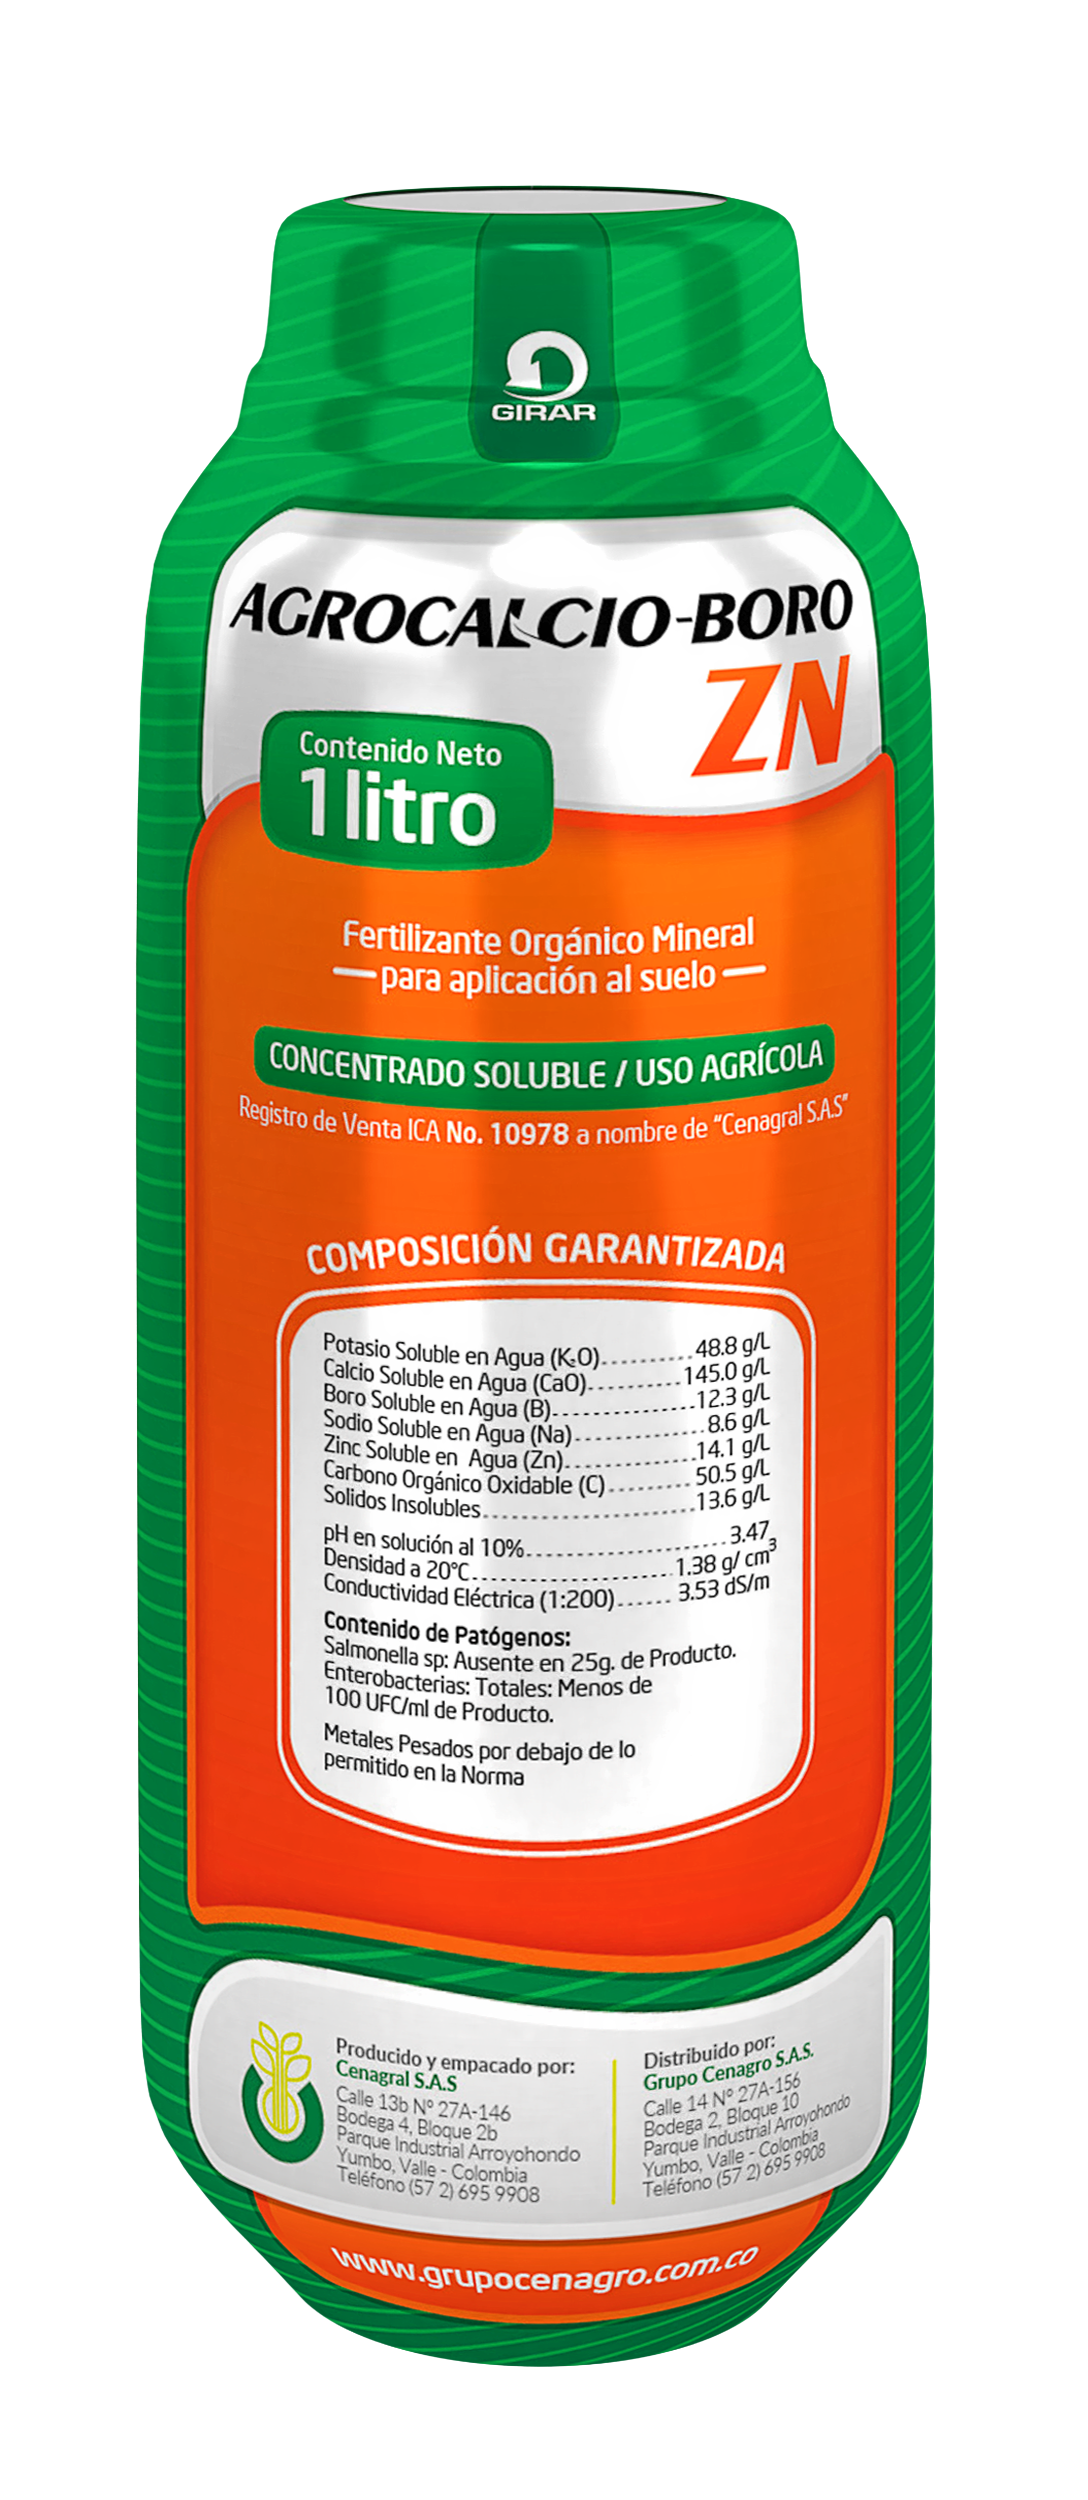 GIRAR
AGROCALCIO-BORO
ZN
Contenido Neto
1 litro
Fertilizante Orgánico Mineral
para aplicación al suelo
CONCENTRADO SOLUBLE / USO AGRÍCOLA
Registro de Venta ICA No. 10978 a nombre de "Cenagral S.A.S"
COMPOSICIÓN GARANTIZADA
Potasio Soluble en Agua (K₂O).......... 48.8 g/L
Calcio Soluble en Agua (CaO).......... 145.0 g/L
Boro Soluble en Agua (B)............... 12.3 g/L
Sodio Soluble en Agua (Na)............. 8.6 g/L
Zinc Soluble en Agua (Zn).............. 14.1 g/L
Carbono Orgánico Oxidable (C)......... 50.5 g/L
Solidos Insolubles...................... 13.6 g/L
pH en solución al 10%..................... 3.47
Densidad a 20°C..................... 1.38 g/ cm³
Conductividad Eléctrica (1:200)...... 3.53 dS/m
Contenido de Patógenos:
Salmonella sp: Ausente en 25g. de Producto.
Enterobacterias: Totales: Menos de
100 UFC/ml de Producto.
Metales Pesados por debajo de lo
permitido en la Norma
Producido y empacado por:
Cenagral S.A.S
Calle 13b Nº 27A-146
Bodega 4, Bloque 2b
Parque Industrial Arroyohondo
Yumbo, Valle - Colombia
Teléfono (57 2) 695 9908
Distribuido por:
Grupo Cenagro S.A.S.
Calle 14 Nº 27A-156
Bodega 2, Bloque 10
Parque Industrial Arroyohondo
Yumbo, Valle - Colombia
Teléfono (57 2) 695 9908
www.grupocenagro.com.co